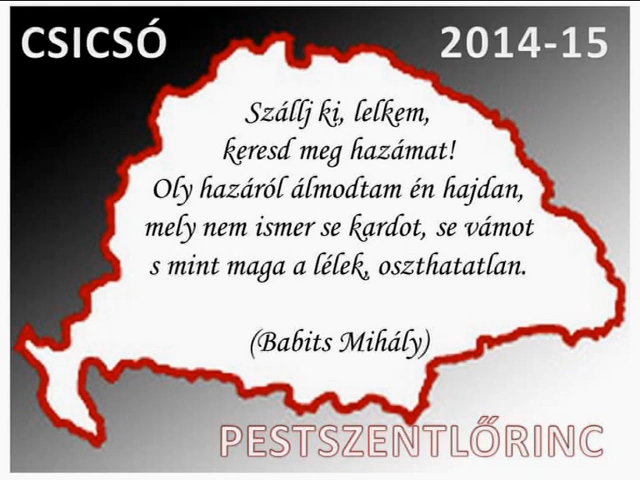 CSICSÓ 2014-15
Szállj ki, lelkem,
keresd meg hazámat!
Oly hazáról álmodtam én hajdan,
mely nem ismer se kardot, se vámot
s mint maga a lélek, oszthatatlan.
(Babits Mihály)
PESTSZENTLŐRINC